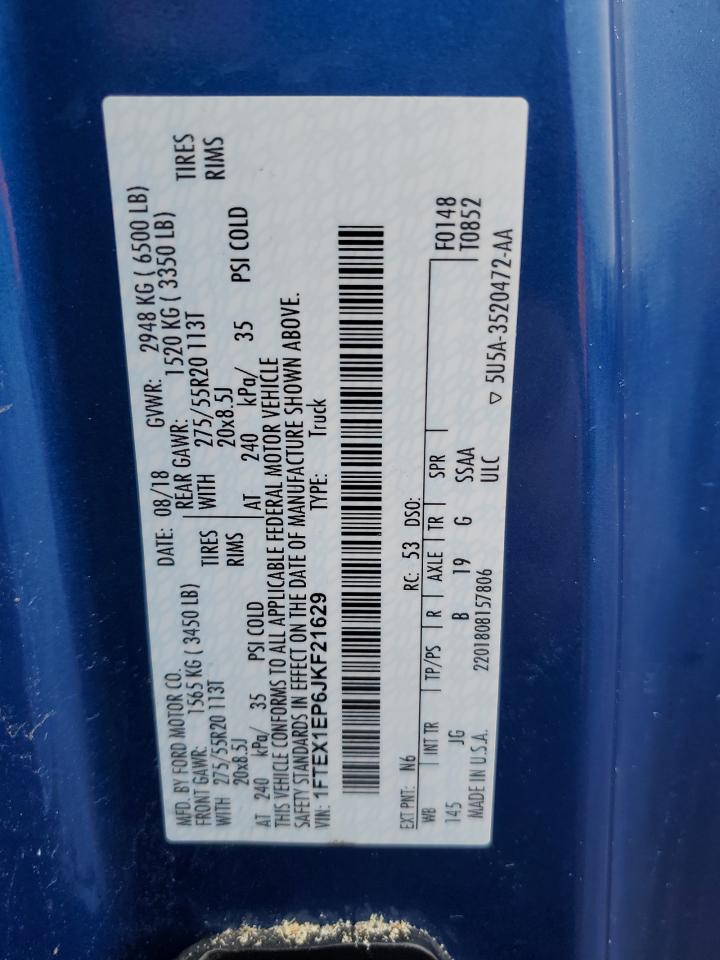 MFD. BY FORD MOTOR CO.
DATE: 08/18 GVWR: 2948 KG ( 6500 LB)
FRONT GAWR: 1565 KG ( 3450 LB) REAR GAWR: 1520 KG ( 3350 LB)
WITH 275/55R20 113T TIRES WITH 275/55R20 113T TIRES
20x8.5J RIMS 20x8.5J RIMS
AT 240 kPa/ 35 PSI COLD AT 240 kPa/ 35 PSI COLD
THIS VEHICLE CONFORMS TO ALL APPLICABLE FEDERAL MOTOR VEHICLE
SAFETY STANDARDS IN EFFECT ON THE DATE OF MANUFACTURE SHOWN ABOVE.
VIN: 1FTEX1EP6JKF21629 TYPE: Truck
EXT PNT: N6 RC: 53 DSO:
WB INT TR TP/PS R AXLE TR SPR F0148
145 JG B 19 G SSAA T0852
MADE IN U.S.A. 2201808157806 ULC
▽ 5U5A-3520472-AA